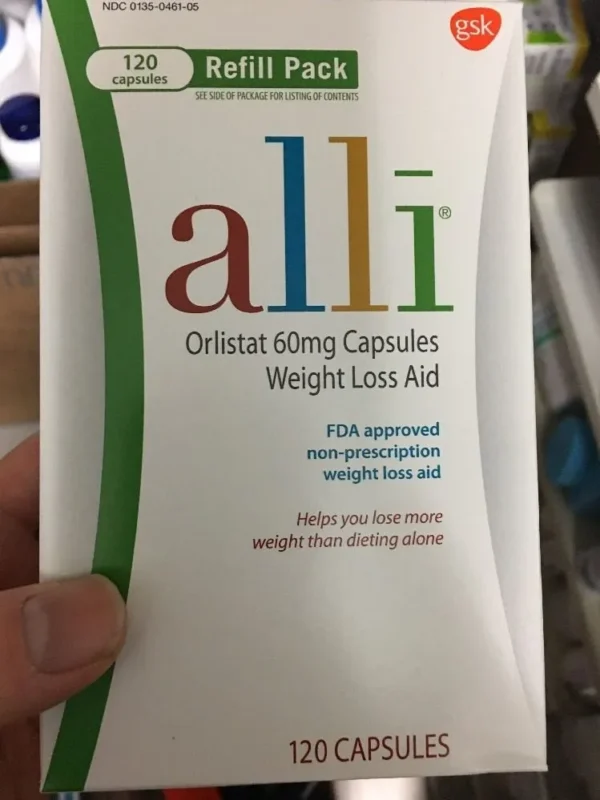 NDC 0135-0461-05
gsk
120
capsules
Refill Pack
SEE SIDE OF PACKAGE FOR LISTING OF CONTENTS
alli®
Orlistat 60mg Capsules
Weight Loss Aid
FDA approved
non-prescription
weight loss aid
Helps you lose more
weight than dieting alone
120 CAPSULES